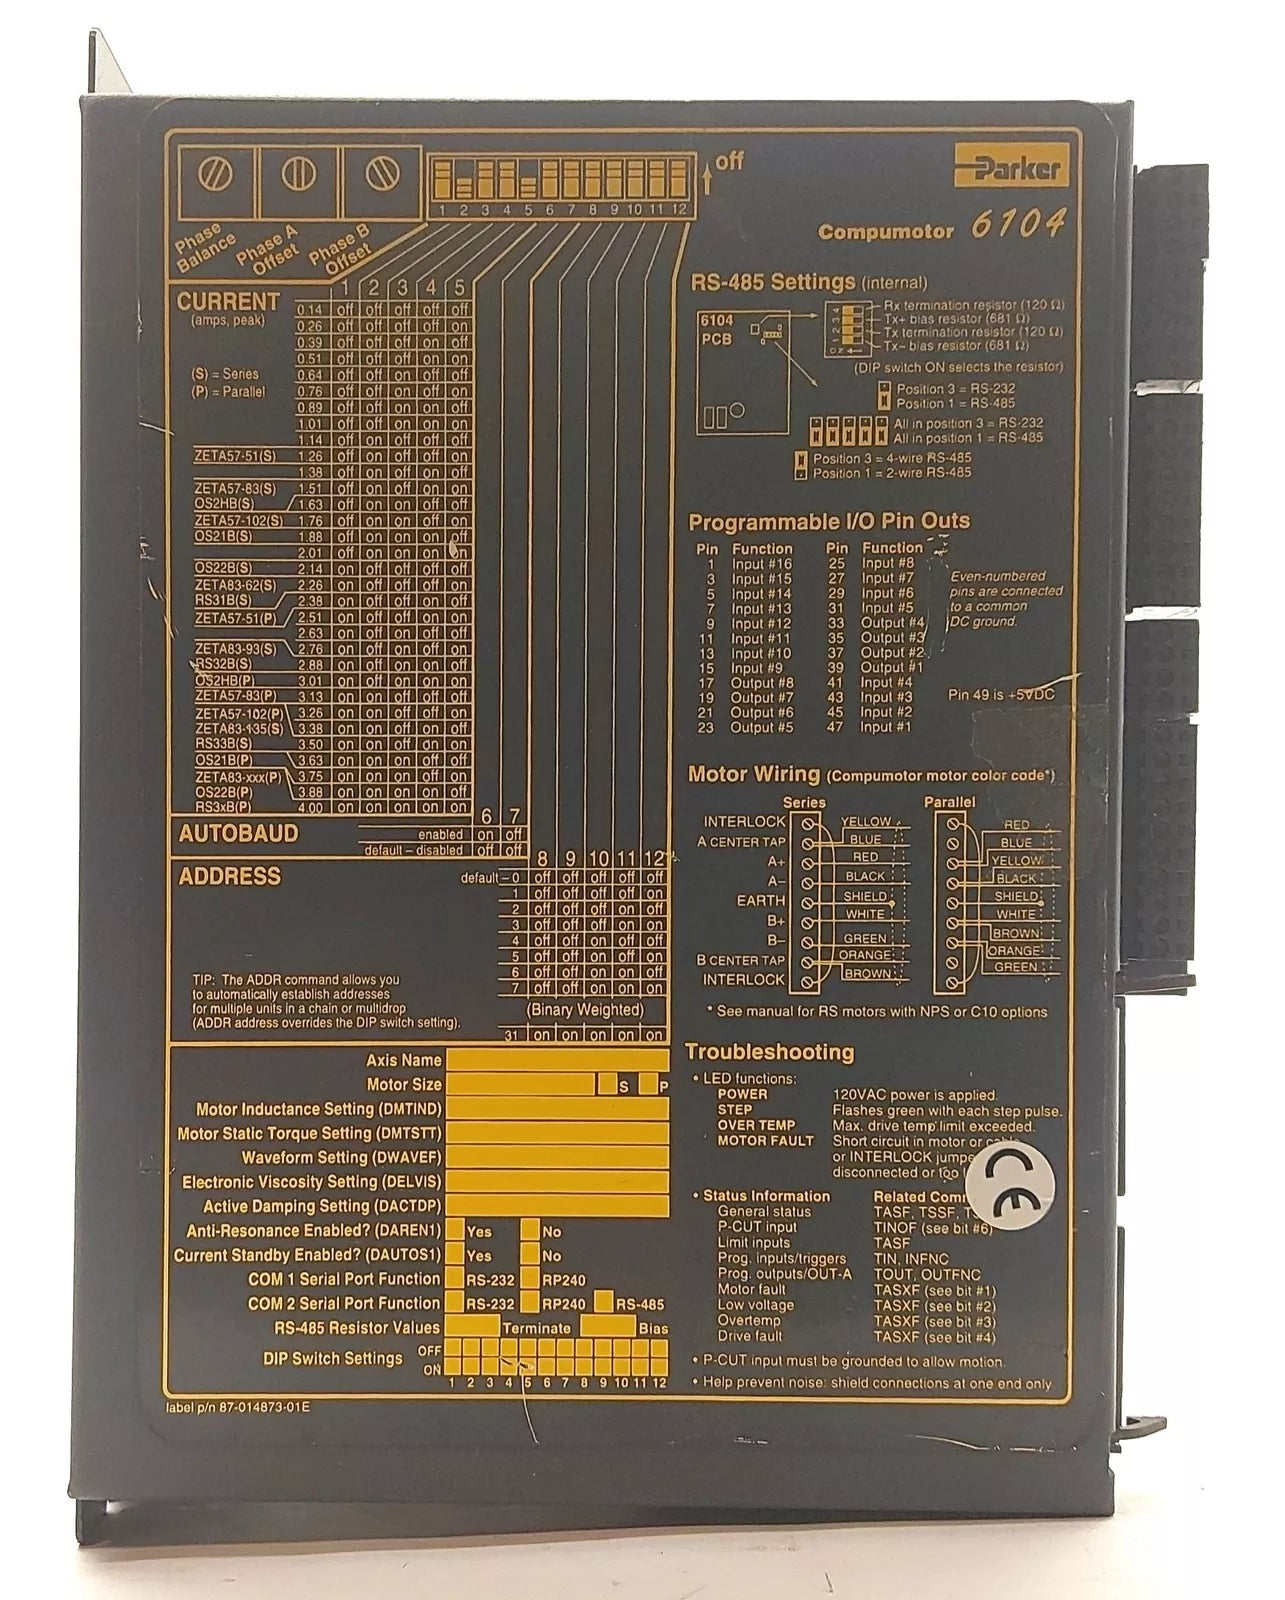 off
1 2 3 4 5 6 7 8 9 10 11 12
Phase Balance
Phase A Offset
Phase B Offset
Parker
Compumotor 6104
CURRENT
(amps, peak)
(S) = Series
(P) = Parallel
1 2 3 4 5
0.14 off off off off off
0.26 off off off off on
0.39 off off off on off
0.51 off off off on on
0.64 off off on off off
0.76 off off on off on
0.89 off off on on off
1.01 off off on on on
1.14 off on off off off
ZETA57-51(S) 1.26 off on off off on
1.38 off on off on off
ZETA57-83(S) 1.51 off on off on on
OS2HB(S) 1.63 off on on off off
ZETA57-102(S) 1.76 off on on off on
OS21B(S) 1.88 off on on on off
2.01 off on on on on
OS22B(S) 2.14 on off off off off
ZETA83-62(S) 2.26 on off off off on
RS31B(S) 2.38 on off off on off
ZETA57-51(P) 2.51 on off off on on
2.63 on off on off off
ZETA83-93(S) 2.76 on off on off on
RS32B(S) 2.88 on off on on off
OS2HB(P) 3.01 on off on on on
ZETA57-83(P) 3.13 on on off off off
ZETA57-102(P) 3.26 on on off off on
ZETA83-135(S) 3.38 on on off on off
RS33B(S) 3.50 on on off on on
OS21B(P) 3.63 on on on off off
ZETA83-xxx(P) 3.75 on on on off on
OS22B(P) 3.88 on on on on off
RS3xB(P) 4.00 on on on on on
AUTOBAUD
6 7
enabled on off
default – disabled off off
ADDRESS
8 9 10 11 12
default – 0 off off off off off
1 off off off off on
2 off off off on off
3 off off off on on
4 off off on off off
5 off off on off on
6 off off on on off
7 off off on on on
(Binary Weighted)
31 on on on on on
TIP: The ADDR command allows you
to automatically establish addresses
for multiple units in a chain or multidrop
(ADDR address overrides the DIP switch setting).
Axis Name
Motor Size S P
Motor Inductance Setting (DMTIND)
Motor Static Torque Setting (DMTSTT)
Waveform Setting (DWAVEF)
Electronic Viscosity Setting (DELVIS)
Active Damping Setting (DACTDP)
Anti-Resonance Enabled? (DAREN1) Yes No
Current Standby Enabled? (DAUTOS1) Yes No
COM 1 Serial Port Function RS-232 RP240
COM 2 Serial Port Function RS-232 RP240 RS-485
RS-485 Resistor Values Terminate Bias
DIP Switch Settings OFF
ON
1 2 3 4 5 6 7 8 9 10 11 12
label p/n 87-014873-01E
RS-485 Settings (internal)
6104
PCB
1 2 3 4
Rx termination resistor (120 Ω)
Tx+ bias resistor (681 Ω)
Tx termination resistor (120 Ω)
Tx– bias resistor (681 Ω)
(DIP switch ON selects the resistor)
Position 3 = RS-232
Position 1 = RS-485
All in position 3 = RS-232
All in position 1 = RS-485
Position 3 = 4-wire RS-485
Position 1 = 2-wire RS-485
Programmable I/O Pin Outs
Pin Function Pin Function
1 Input #16 25 Input #8
3 Input #15 27 Input #7
5 Input #14 29 Input #6
7 Input #13 31 Input #5
9 Input #12 33 Output #4
11 Input #11 35 Output #3
13 Input #10 37 Output #2
15 Input #9 39 Output #1
17 Output #8 41 Input #4
19 Output #7 43 Input #3
21 Output #6 45 Input #2
23 Output #5 47 Input #1
Even-numbered
pins are connected
to a common
DC ground.
Pin 49 is +5VDC
Motor Wiring (Compumotor motor color code*)
Series Parallel
INTERLOCK YELLOW RED
A CENTER TAP BLUE BLUE
A+ RED YELLOW
A– BLACK BLACK
EARTH SHIELD SHIELD
B+ WHITE WHITE
B– GREEN BROWN
B CENTER TAP ORANGE ORANGE
INTERLOCK BROWN GREEN
* See manual for RS motors with NPS or C10 options
Troubleshooting
• LED functions:
POWER 120VAC power is applied.
STEP Flashes green with each step pulse.
OVER TEMP Max. drive temp limit exceeded.
MOTOR FAULT Short circuit in motor or
or INTERLOCK
disconnected or
CE
• Status Information Related
General status TASF, TSSF,
P-CUT input TINOF (see bit #6)
Limit inputs TASF
Prog. inputs/triggers TIN, INFNC
Prog. outputs/OUT-A TOUT, OUTFNC
Motor fault TASXF (see bit #1)
Low voltage TASXF (see bit #2)
Overtemp TASXF (see bit #3)
Drive fault TASXF (see bit #4)
• P-CUT input must be grounded to allow motion.
• Help prevent noise: shield connections at one end only